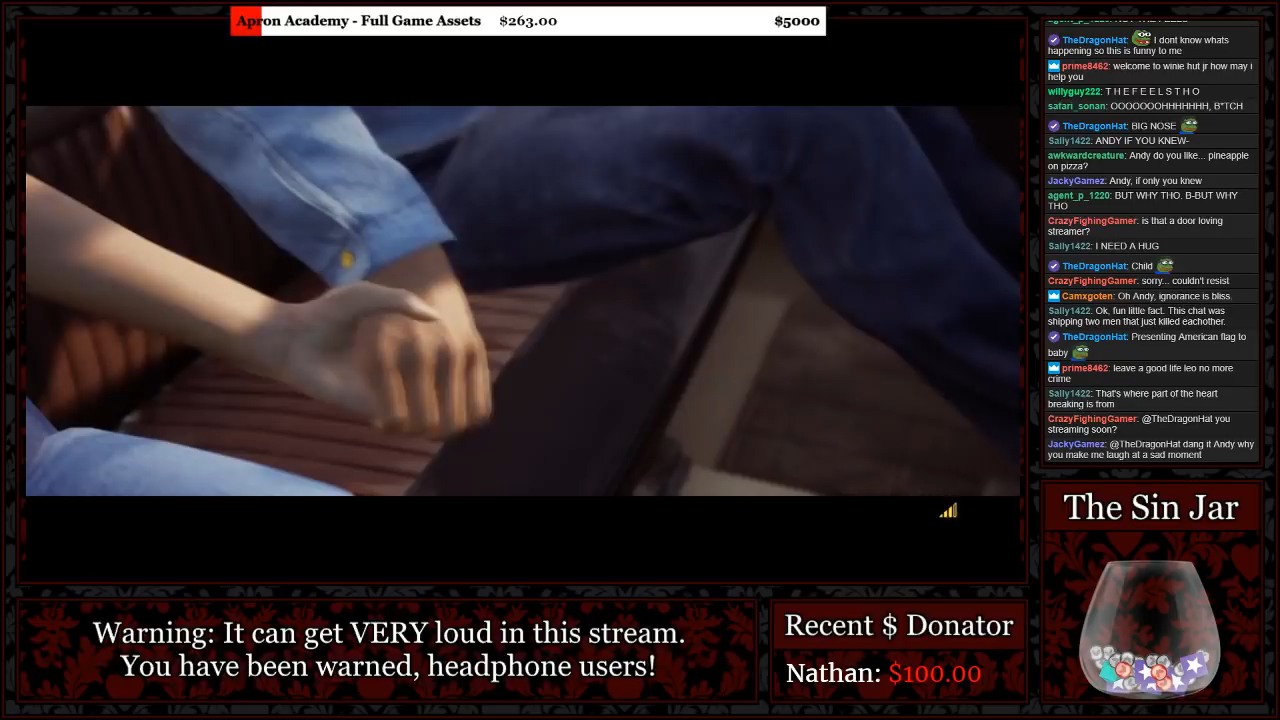 Apron Academy - Full Game Assets $263.00 $5000
TheDragonHat: I dont know whats
happening so this is funny to me
prime8462: welcome to winie hut jr how may i
help you
willyguy222: T H E F E E L S T H O
safari_sonan: OOOOOOOHHHHHHH, B*TCH
TheDragonHat: BIG NOSE
Sally1422: ANDY IF YOU KNEW-
awkwardcreature: Andy do you like... pineapple
on pizza?
JackyGamez: Andy, if only you knew
agent_p_1220: BUT WHY THO. B-BUT WHY
THO
CrazyFighingGamer: is that a door loving
streamer?
Sally1422: I NEED A HUG
TheDragonHat: Child
CrazyFighingGamer: sorry... couldn't resist
Camxgoten: Oh Andy, ignorance is bliss.
Sally1422: Ok, fun little fact. This chat was
shipping two men that just killed eachother.
TheDragonHat: Presenting American flag to
baby
prime8462: leave a good life leo no more
crime
Sally1422: That's where part of the heart
breaking is from
CrazyFighingGamer: @TheDragonHat you
streaming soon?
JackyGamez: @TheDragonHat dang it Andy why
you make me laugh at a sad moment
The Sin Jar
Warning: It can get VERY loud in this stream.
You have been warned, headphone users!
Recent $ Donator
Nathan: $100.00